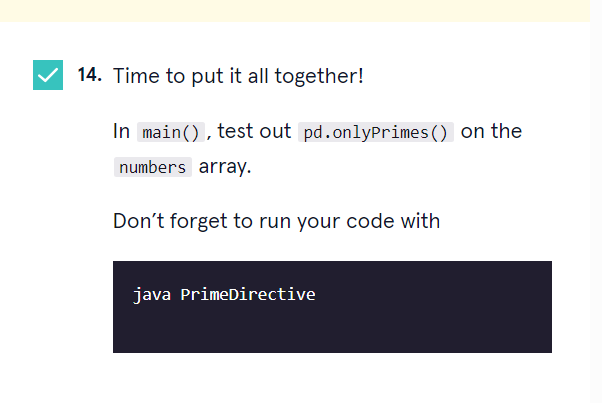 14. Time to put it all together!
In main(), test out pd.onlyPrimes() on the
numbers array.
Don’t forget to run your code with
java PrimeDirective